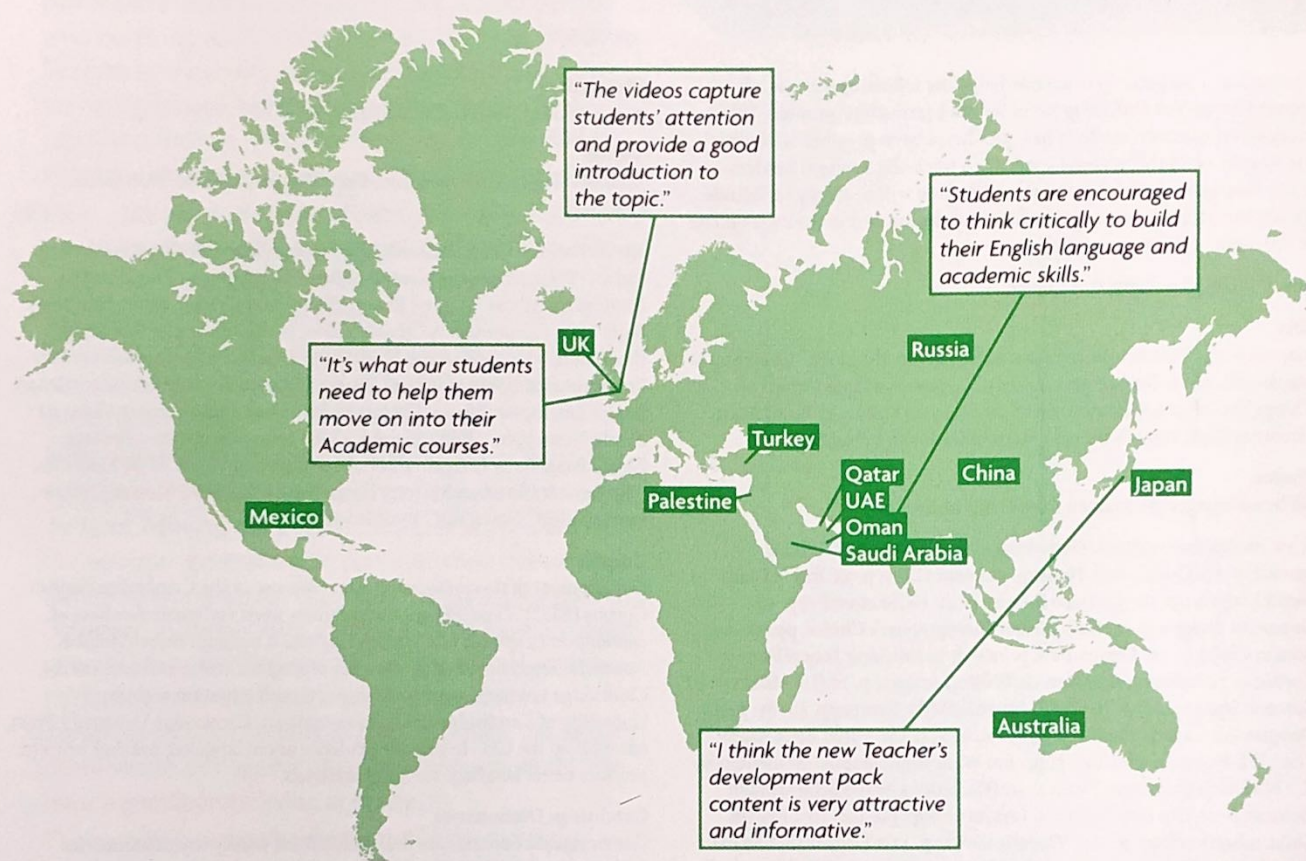 “The videos capture
students’ attention
and provide a good
introduction to
the topic.”
“Students are encouraged
to think critically to build
their English language and
academic skills.”
UK
Russia
“It’s what our students
need to help them
move on into their
Academic courses.”
Turkey
Qatar
China
Palestine
UAE
Japan
Mexico
Oman
Saudi Arabia
Australia
“I think the new Teacher’s
development pack
content is very attractive
and informative.”